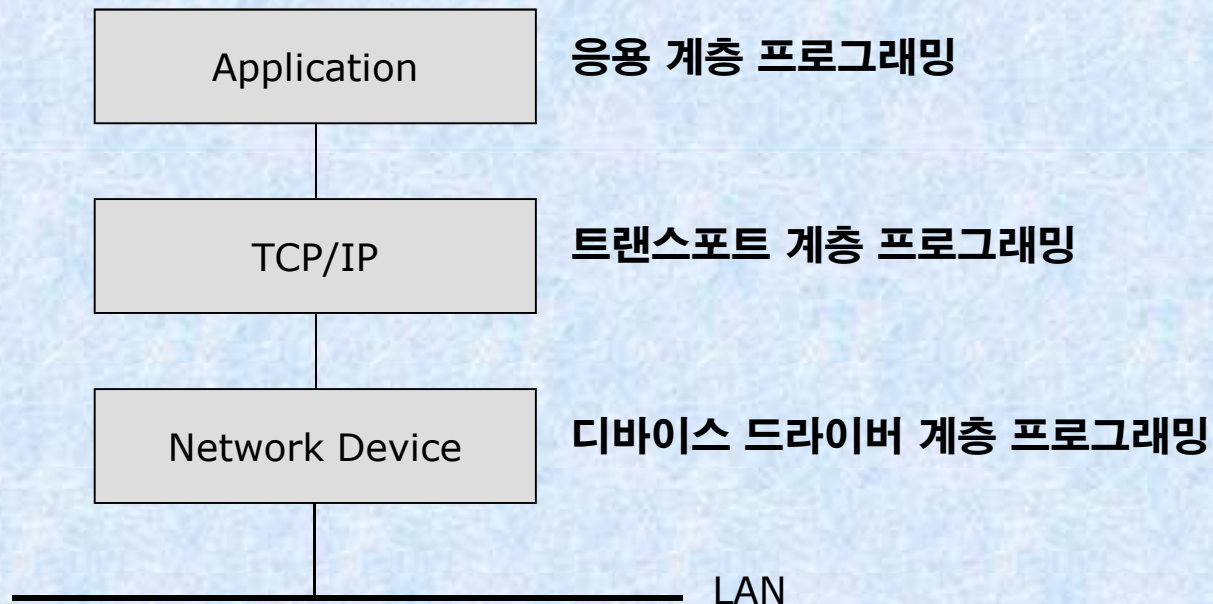 Application
응용 계층 프로그래밍
TCP/IP
트랜스포트 계층 프로그래밍
Network Device
디바이스 드라이버 계층 프로그래밍
LAN